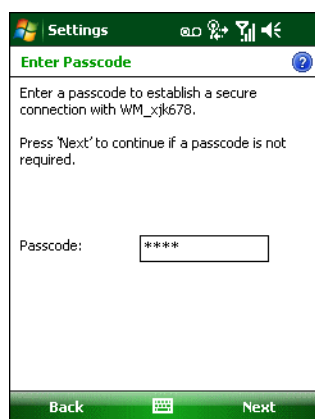 Settings
Enter Passcode
?
Enter a passcode to establish a secure
connection with WM_xjk678.
Press 'Next' to continue if a passcode is not
required.
Passcode: ****
Back Next